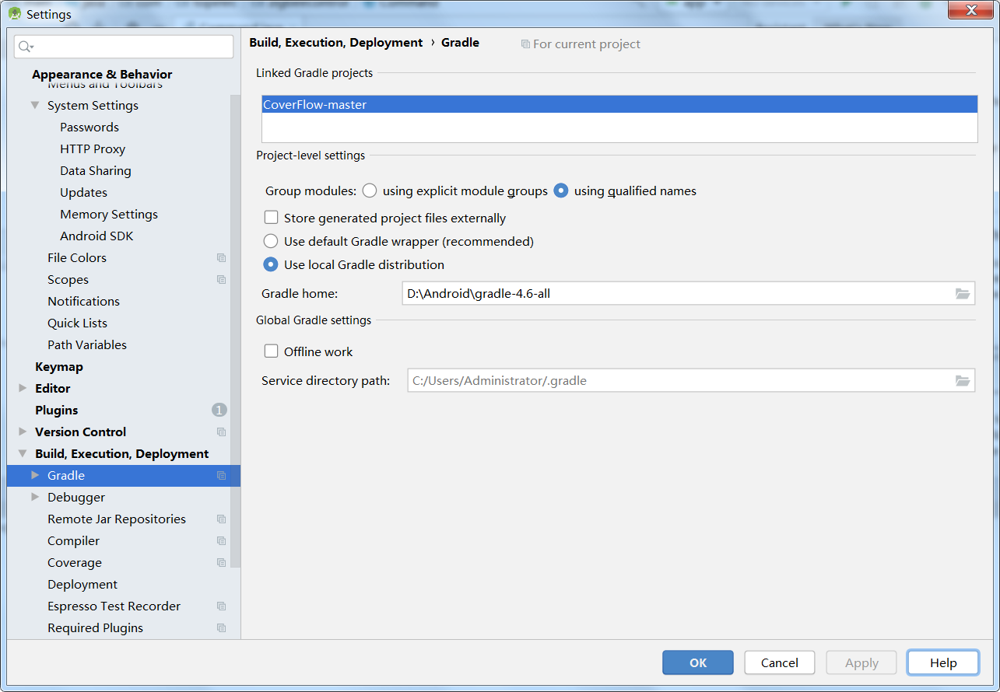 Settings
Appearance & Behavior
Menus and Toolbars
System Settings
Passwords
HTTP Proxy
Data Sharing
Updates
Memory Settings
Android SDK
File Colors
Scopes
Notifications
Quick Lists
Path Variables
Keymap
Editor
Plugins 1
Version Control
Build, Execution, Deployment
Gradle
Debugger
Remote Jar Repositories
Compiler
Coverage
Deployment
Espresso Test Recorder
Required Plugins
Build, Execution, Deployment › Gradle For current project
Linked Gradle projects
CoverFlow-master
Project-level settings
Group modules: using explicit module groups using qualified names
Store generated project files externally
Use default Gradle wrapper (recommended)
Use local Gradle distribution
Gradle home: D:\Android\gradle-4.6-all
Global Gradle settings
Offline work
Service directory path: C:/Users/Administrator/.gradle
OK Cancel Apply Help